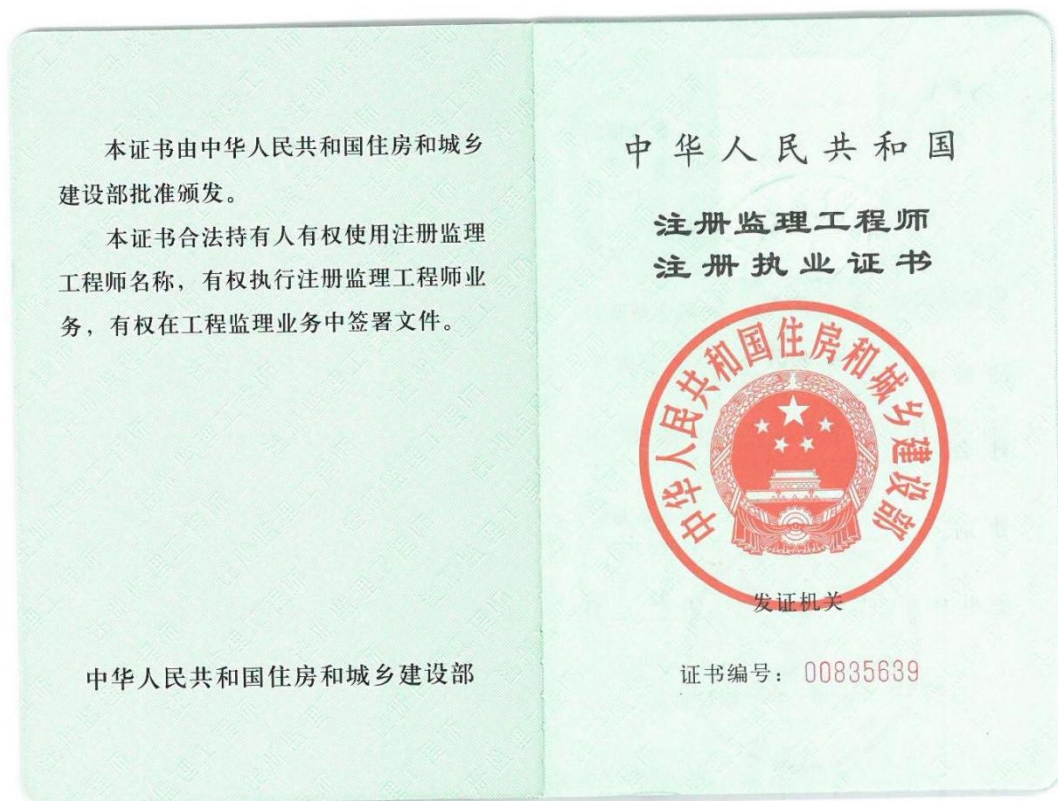 本证书由中华人民共和国住房和城乡
建设部批准颁发。
本证书合法持有人有权使用注册监理
工程师名称，有权执行注册监理工程师业
务，有权在工程监理业务中签署文件。
中华人民共和国住房和城乡建设部
中华人民共和国
注册监理工程师
注册执业证书
中华人民共和国住房和城乡建设部
发证机关
证书编号：00835639